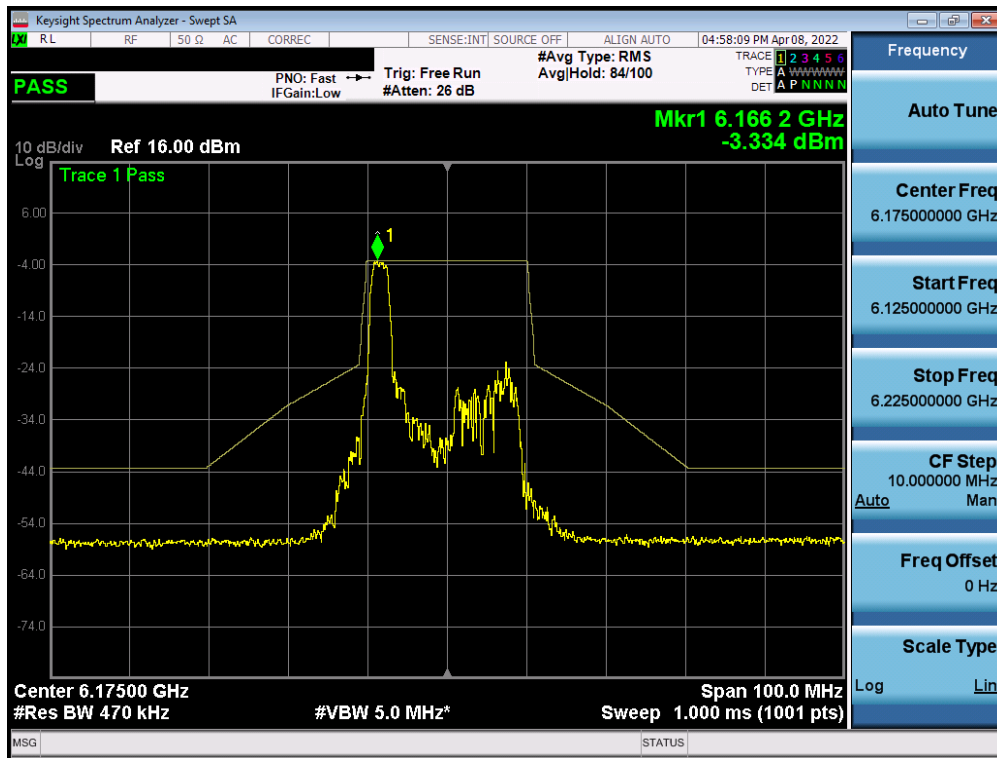 Keysight Spectrum Analyzer - Swept SA
LXI RL RF 50 Ω AC CORREC SENSE:INT SOURCE OFF ALIGN AUTO 04:58:09 PM Apr 08, 2022
Frequency
PASS
PNO: Fast
IFGain:Low
Trig: Free Run
#Atten: 26 dB
#Avg Type: RMS
Avg|Hold: 84/100
TRACE 1 2 3 4 5 6
TYPE A WWWWW
DET A P N N N N
Mkr1 6.166 2 GHz
-3.334 dBm
10 dB/div Ref 16.00 dBm
Log
Trace 1 Pass
1
6.00
-4.00
-14.0
-24.0
-34.0
-44.0
-54.0
-64.0
-74.0
Center 6.17500 GHz Span 100.0 MHz
#Res BW 470 kHz #VBW 5.0 MHz* Sweep 1.000 ms (1001 pts)
MSG STATUS
Auto Tune
Center Freq
6.175000000 GHz
Start Freq
6.125000000 GHz
Stop Freq
6.225000000 GHz
CF Step
10.000000 MHz
Auto Man
Freq Offset
0 Hz
Scale Type
Log Lin